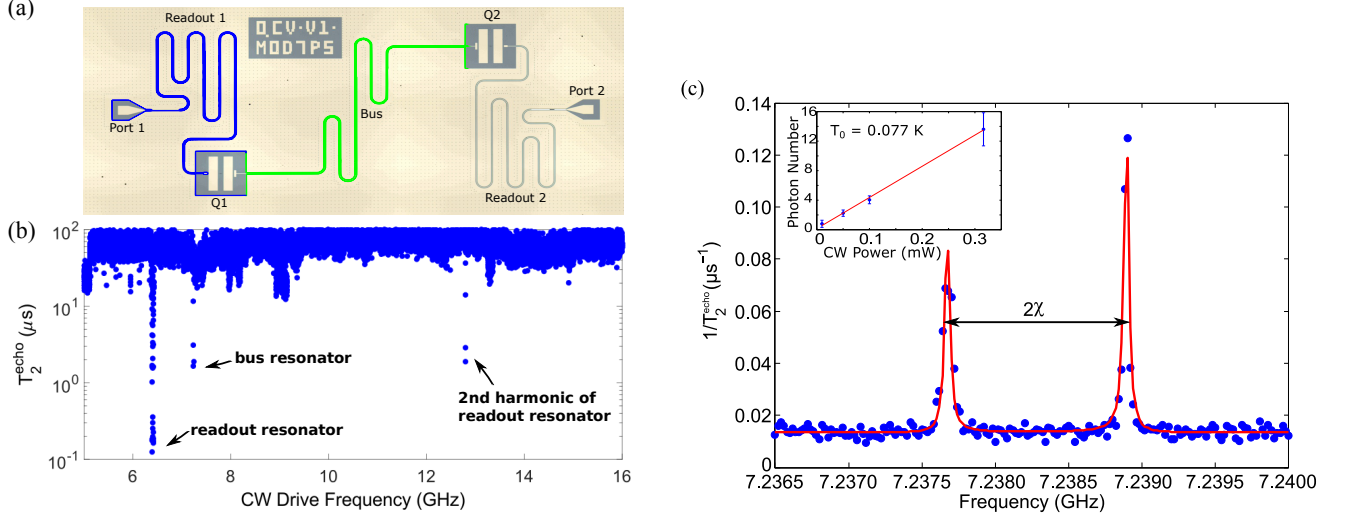 (a)
Readout 1
QCV-V1-
MOD7PS
Q2
Port 1
Bus
Port 2
Q1
Readout 2
(b)
T₂ᵉᶜʰᵒ (μs)
10²
10¹
10⁰
10⁻¹
bus resonator
readout resonator
2nd harmonic of
readout resonator
6 8 10 12 14 16
CW Drive Frequency (GHz)
(c)
1/T₂ᵉᶜʰᵒ(μs⁻¹)
0.14
0.12
0.10
0.08
0.06
0.04
0.02
0
Photon Number
16
12
8
4
0
T₀ = 0.077 K
0 0.1 0.2 0.3
CW Power (mW)
2χ
7.2365 7.2370 7.2375 7.2380 7.2385 7.2390 7.2395 7.2400
Frequency (GHz)